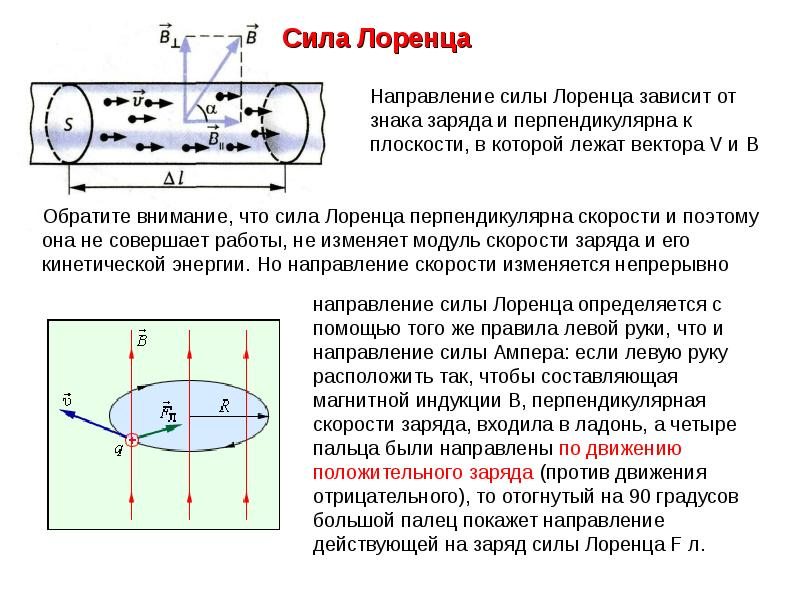 Сила Лоренца
B⃗⊥
B⃗
υ⃗
α
S
B⃗॥
Δl
Направление силы Лоренца зависит от
знака заряда и перпендикулярна к
плоскости, в которой лежат вектора V и В
Обратите внимание, что сила Лоренца перпендикулярна скорости и поэтому
она не совершает работы, не изменяет модуль скорости заряда и его
кинетической энергии. Но направление скорости изменяется непрерывно
B⃗
υ⃗
F⃗л
R
+
q
направление силы Лоренца определяется с
помощью того же правила левой руки, что и
направление силы Ампера: если левую руку
расположить так, чтобы составляющая
магнитной индукции В, перпендикулярная
скорости заряда, входила в ладонь, а четыре
пальца были направлены по движению
положительного заряда (против движения
отрицательного), то отогнутый на 90 градусов
большой палец покажет направление
действующей на заряд силы Лоренца F л.